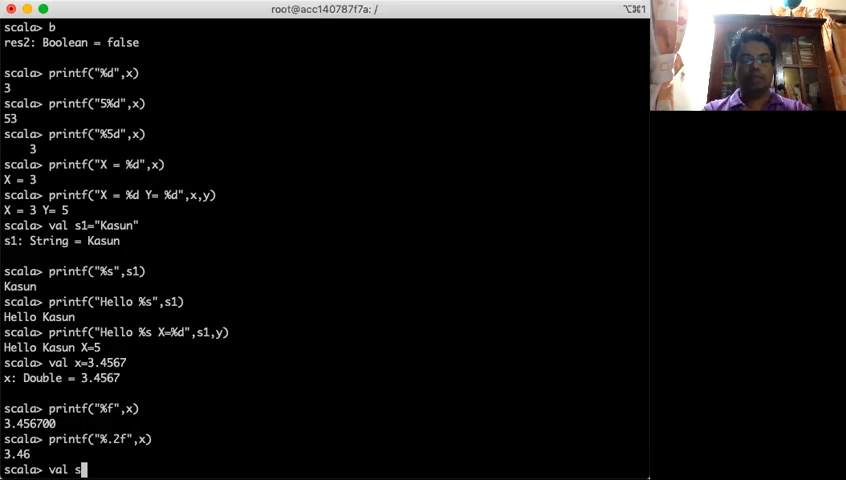 root@acc140787f7a: /
⌥⌘1
scala> b
res2: Boolean = false
scala> printf("%d",x)
3
scala> printf("5%d",x)
53
scala> printf("%5d",x)
    3
scala> printf("X = %d",x)
X = 3
scala> printf("X = %d Y= %d",x,y)
X = 3 Y= 5
scala> val s1="Kasun"
s1: String = Kasun
scala> printf("%s",s1)
Kasun
scala> printf("Hello %s",s1)
Hello Kasun
scala> printf("Hello %s X=%d",s1,y)
Hello Kasun X=5
scala> val x=3.4567
x: Double = 3.4567
scala> printf("%f",x)
3.456700
scala> printf("%.2f",x)
3.46
scala> val s